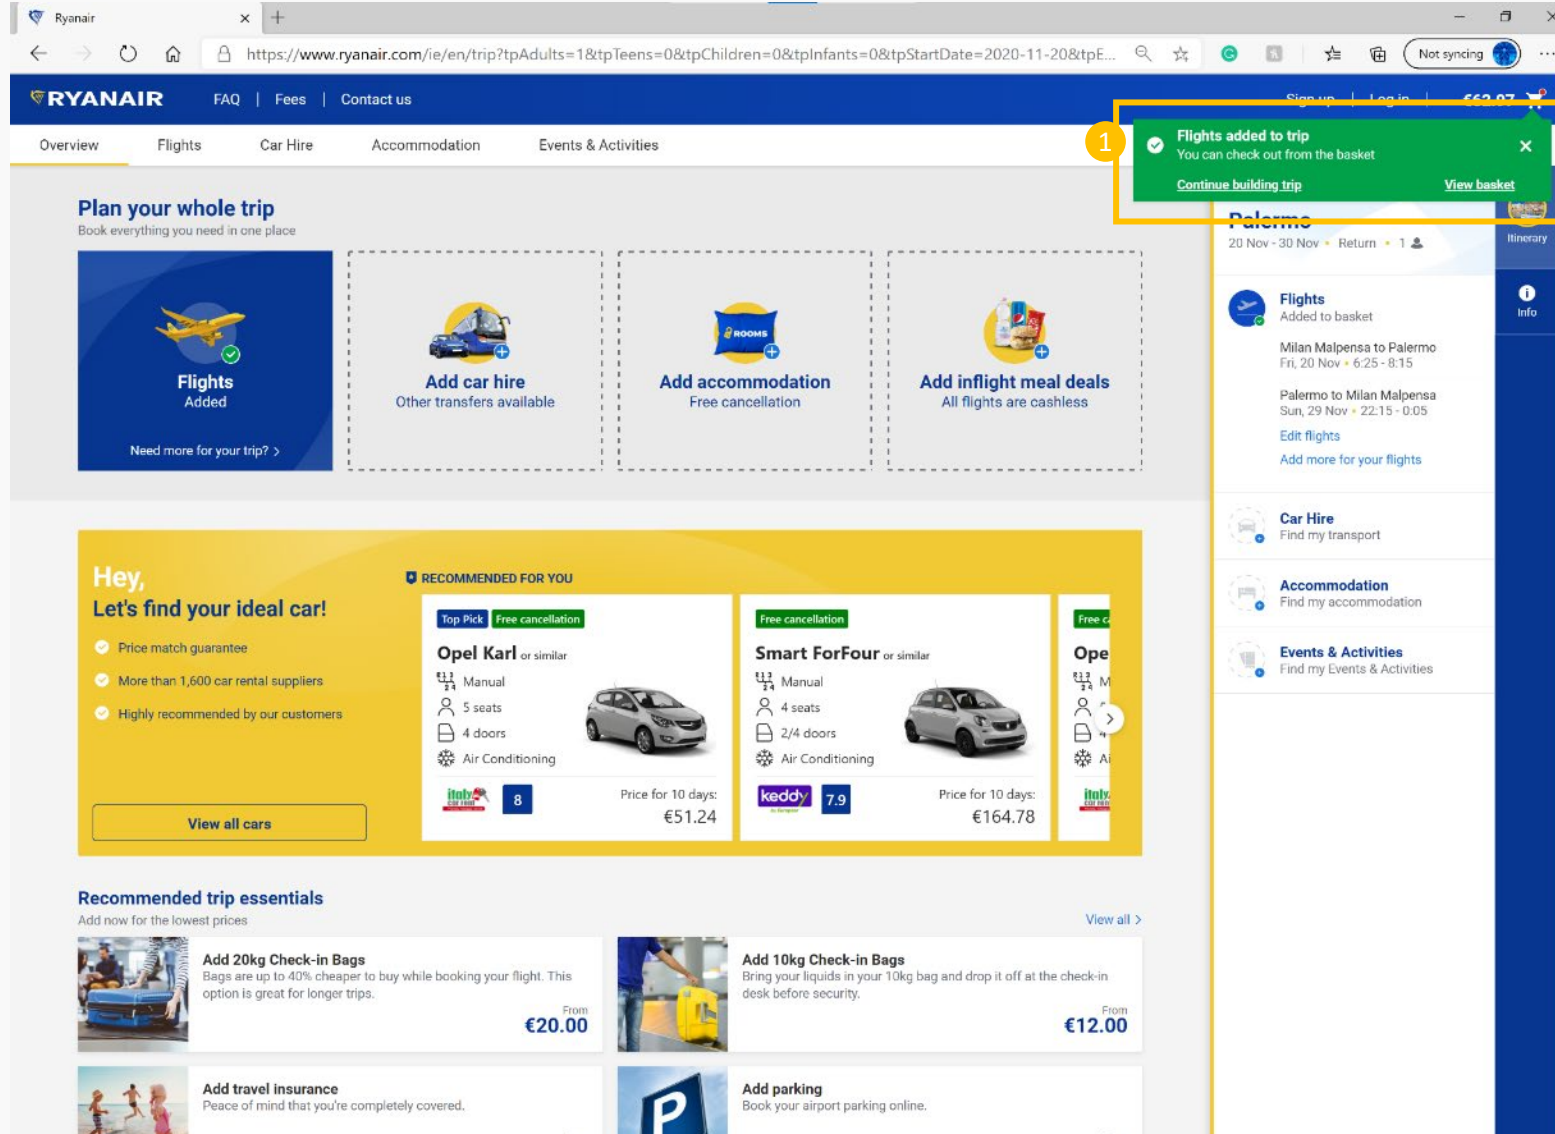 Ryanair
https://www.ryanair.com/ie/en/trip?tpAdults=1&tpTeens=0&tpChildren=0&tpInfants=0&tpStartDate=2020-11-20&tpE...
Not syncing
RYANAIR
FAQ | Fees | Contact us
Sign up | Log in | €62.97
Overview
Flights
Car Hire
Accommodation
Events & Activities
1
Flights added to trip
You can check out from the basket
Continue building trip
View basket
Plan your whole trip
Book everything you need in one place
Flights
Added
Need more for your trip? >
Add car hire
Other transfers available
ROOMS
Add accommodation
Free cancellation
Add inflight meal deals
All flights are cashless
Palermo
20 Nov - 30 Nov • Return • 1
Itinerary
Info
Flights
Added to basket
Milan Malpensa to Palermo
Fri, 20 Nov • 6:25 - 8:15
Palermo to Milan Malpensa
Sun, 29 Nov • 22:15 - 0:05
Edit flights
Add more for your flights
Car Hire
Find my transport
Accommodation
Find my accommodation
Events & Activities
Find my Events & Activities
Hey,
Let's find your ideal car!
Price match guarantee
More than 1,600 car rental suppliers
Highly recommended by our customers
View all cars
RECOMMENDED FOR YOU
Top Pick
Free cancellation
Opel Karl or similar
Manual
5 seats
4 doors
Air Conditioning
italy
car rent
8
Price for 10 days:
€51.24
Free cancellation
Smart ForFour or similar
Manual
4 seats
2/4 doors
Air Conditioning
keddy
7.9
Price for 10 days:
€164.78
Free c
Ope
M
4
Ai
italy
Recommended trip essentials
Add now for the lowest prices
View all >
Add 20kg Check-in Bags
Bags are up to 40% cheaper to buy while booking your flight. This
option is great for longer trips.
From
€20.00
Add 10kg Check-in Bags
Bring your liquids in your 10kg bag and drop it off at the check-in
desk before security.
From
€12.00
Add travel insurance
Peace of mind that you're completely covered.
P
Add parking
Book your airport parking online.